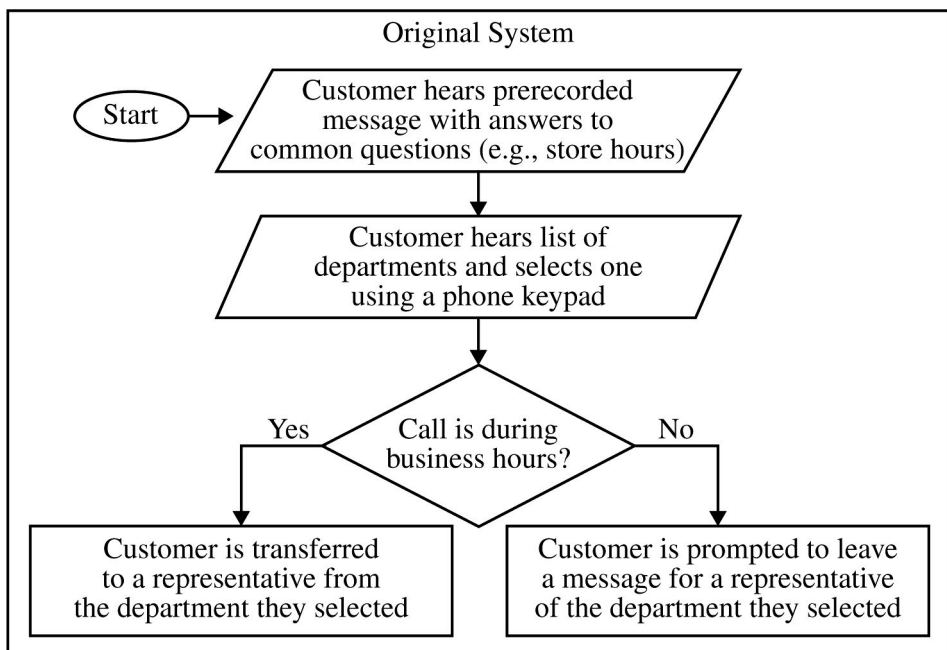 Original System
Start
Customer hears prerecorded
message with answers to
common questions (e.g., store hours)
Customer hears list of
departments and selects one
using a phone keypad
Yes
Call is during
business hours?
No
Customer is transferred
to a representative from
the department they selected
Customer is prompted to leave
a message for a representative
of the department they selected